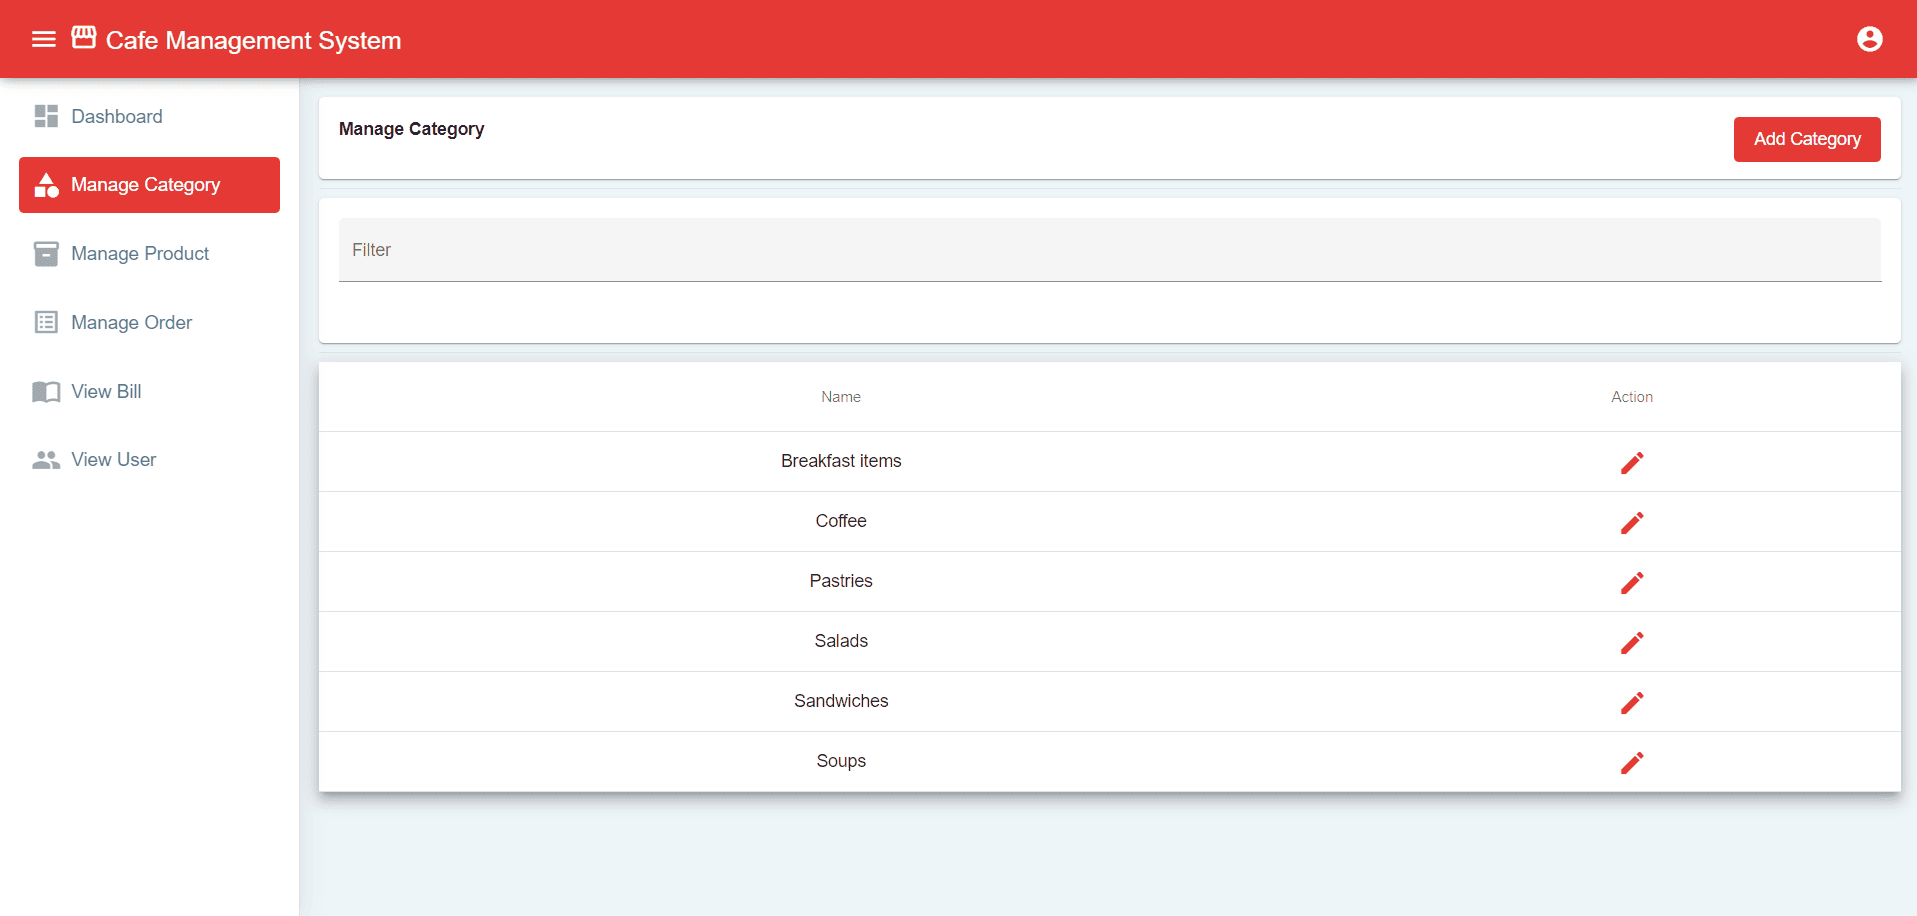 Cafe Management System
Dashboard
Manage Category
Manage Product
Manage Order
View Bill
View User
Manage Category
Add Category
Filter
Name Action
Breakfast items
Coffee
Pastries
Salads
Sandwiches
Soups